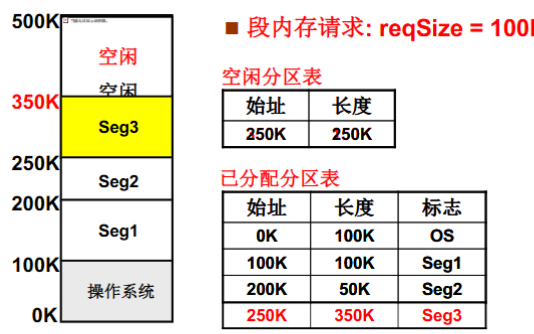 500K
空闲
空闲
350K
Seg3
250K
Seg2
200K
Seg1
100K
操作系统
0K
■ 段内存请求: reqSize = 100
空闲分区表
始址 长度
250K 250K
已分配分区表
始址 长度 标志
0K 100K OS
100K 100K Seg1
200K 50K Seg2
250K 350K Seg3